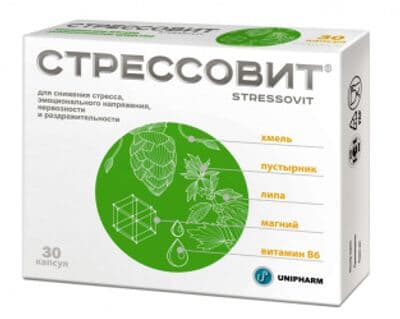 30
капсул
СТРЕССОВИТ®
STRESSOVIT
для снижения стресса,
эмоционального напряжения,
нервозности
и раздражительности
хмель
пустырник
липа
магний
витамин B6
30
капсул
UNIPHARM